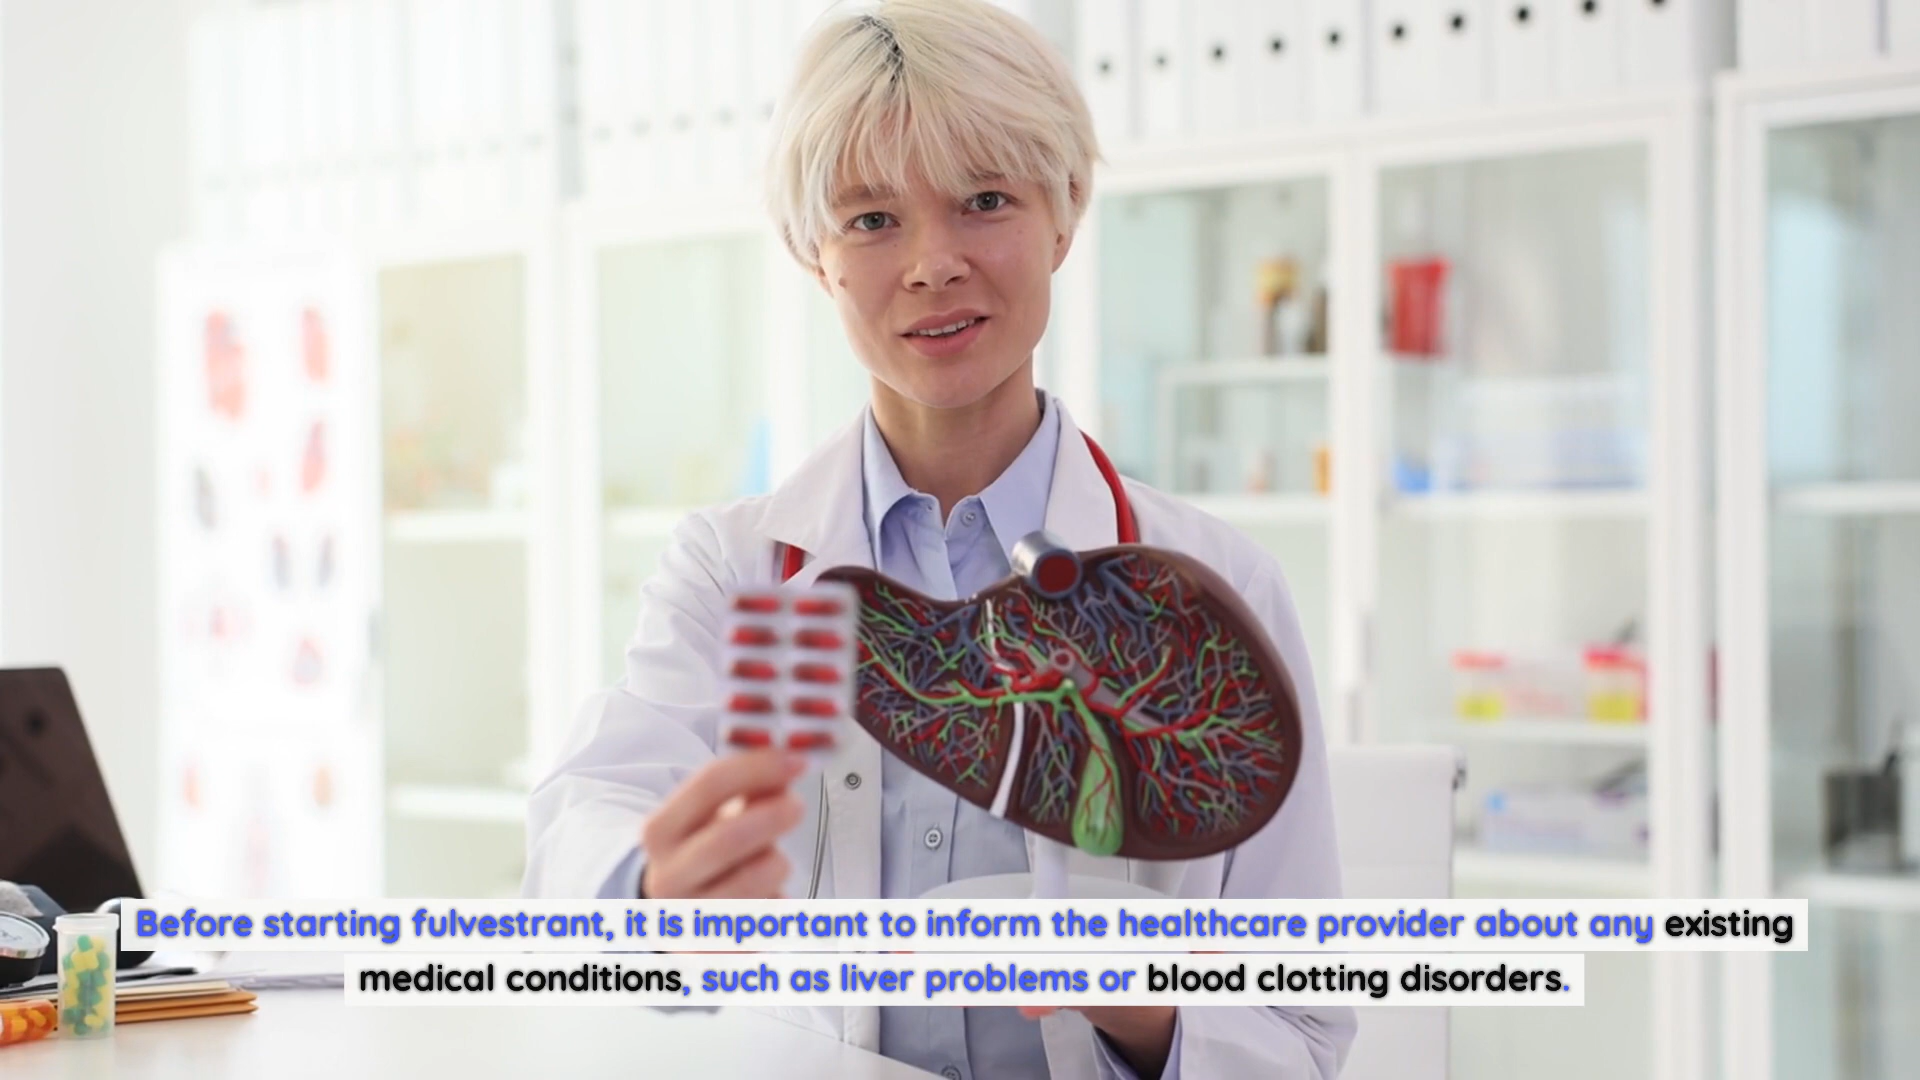 Before starting fulvestrant, it is important to inform the healthcare provider about any existing
medical conditions, such as liver problems or blood clotting disorders.